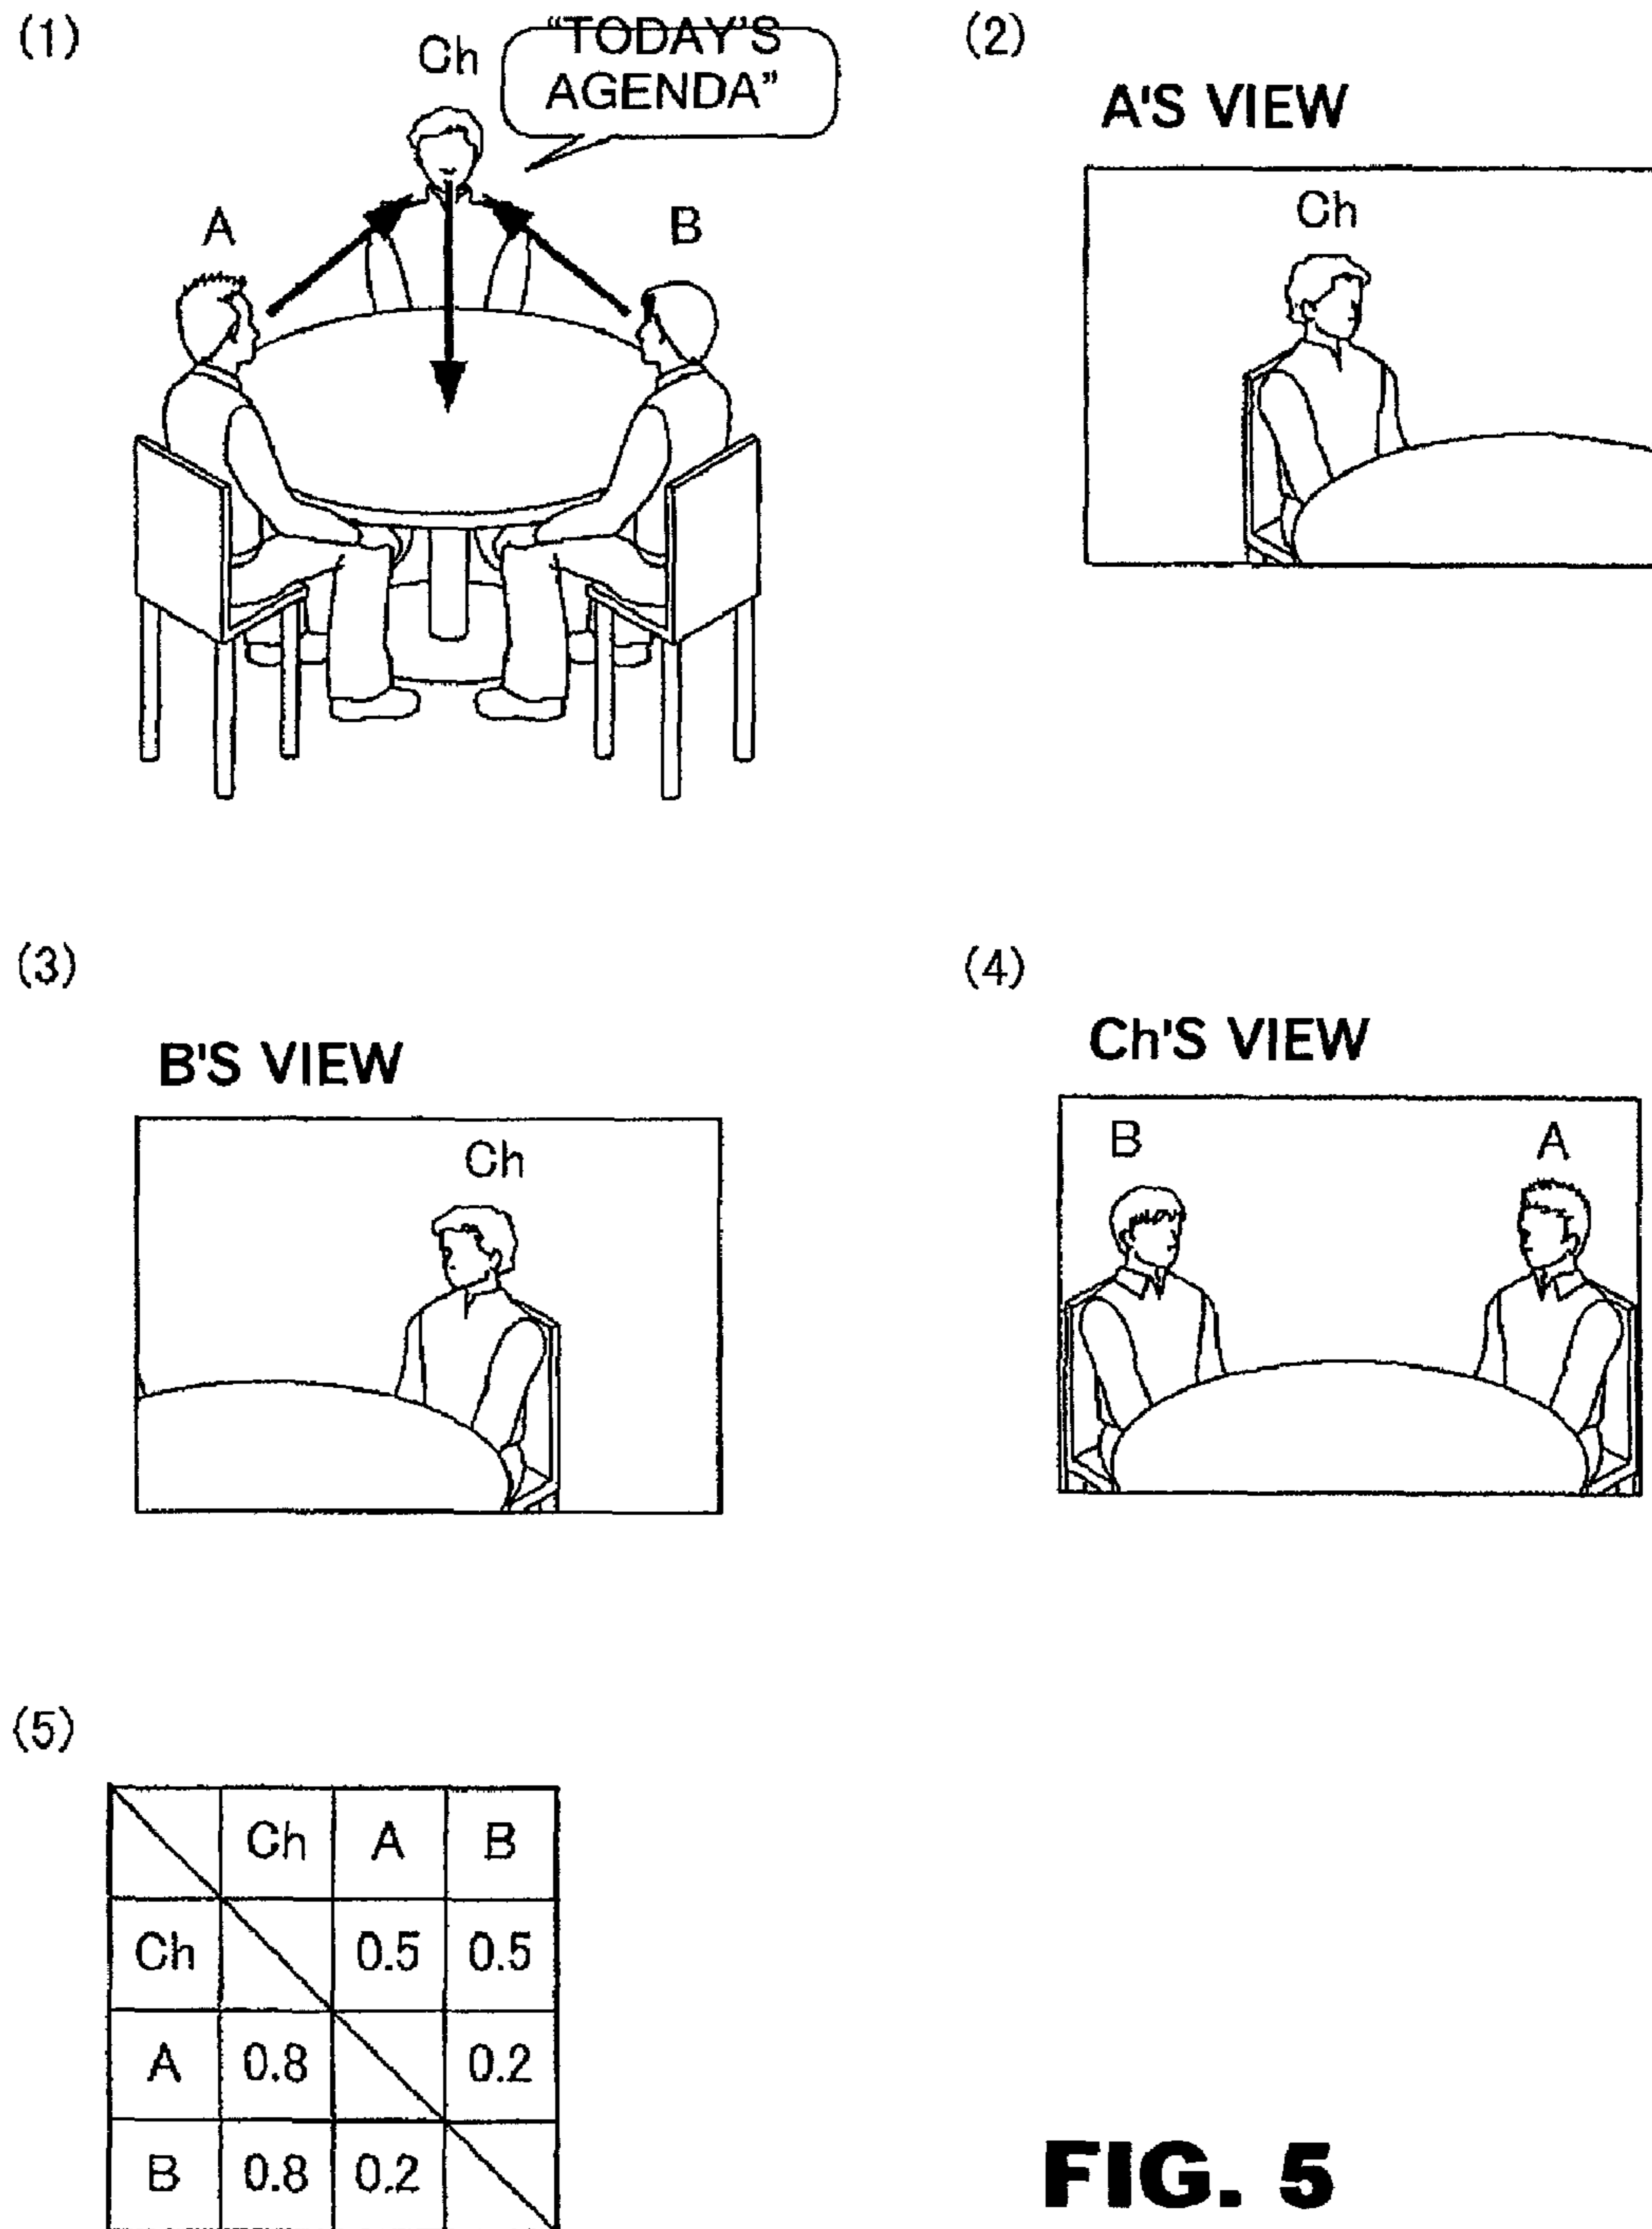 (1)
Ch
“TODAY'S
AGENDA”
A
B
(2)
A'S VIEW
Ch
(3)
B'S VIEW
Ch
(4)
Ch'S VIEW
B A
(5)
Ch A B
Ch 0.5 0.5
A 0.8 0.2
B 0.8 0.2
FIG. 5